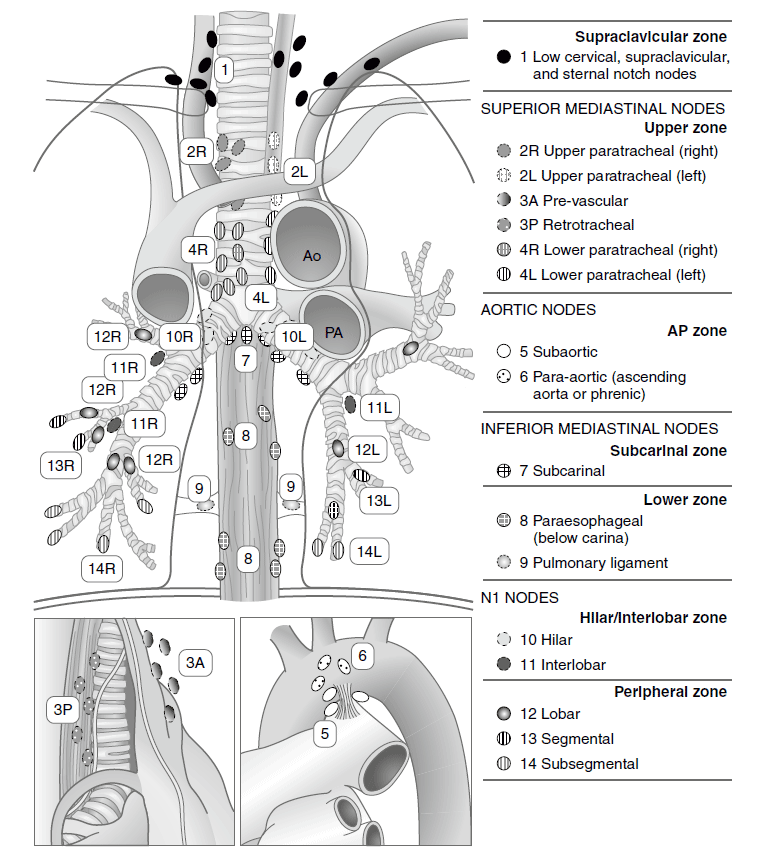 1
2R
2L
4R
Ao
4L
12R
10R
10L
PA
11R
7
12R
11L
11R
8
12L
13R
12R
9
9
13L
14R
8
14L
3A
3P
6
5
Supraclavicular zone
1 Low cervical, supraclavicular,
and sternal notch nodes
SUPERIOR MEDIASTINAL NODES
Upper zone
2R Upper paratracheal (right)
2L Upper paratracheal (left)
3A Pre-vascular
3P Retrotracheal
4R Lower paratracheal (right)
4L Lower paratracheal (left)
AORTIC NODES
AP zone
5 Subaortic
6 Para-aortic (ascending
aorta or phrenic)
INFERIOR MEDIASTINAL NODES
Subcarinal zone
7 Subcarinal
Lower zone
8 Paraesophageal
(below carina)
9 Pulmonary ligament
N1 NODES
Hilar/Interlobar zone
10 Hilar
11 Interlobar
Peripheral zone
12 Lobar
13 Segmental
14 Subsegmental